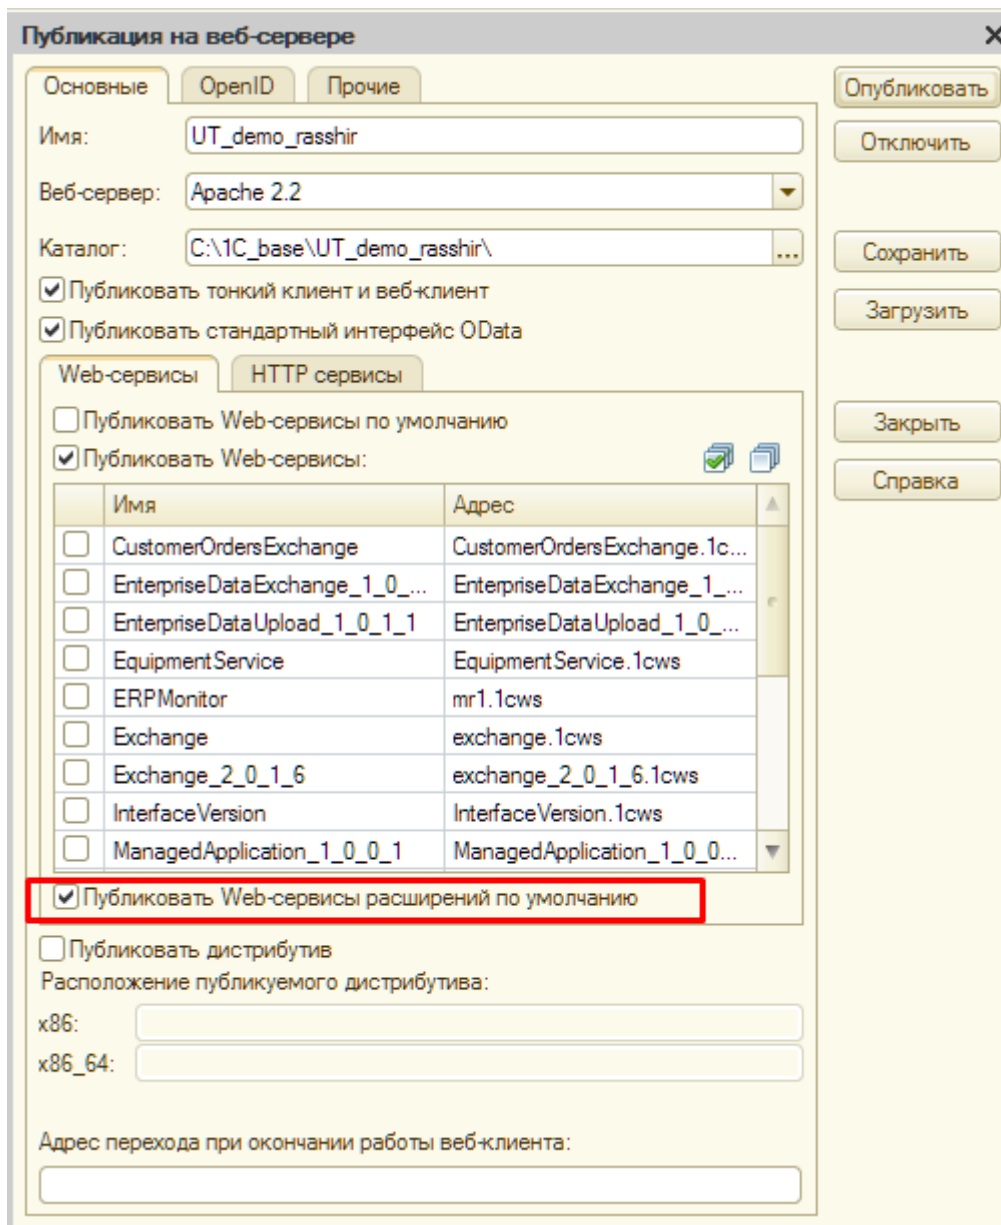 Публикация на веб-сервере
Основные OpenID Прочие
Опубликовать
Имя: UT_demo_rasshir
Отключить
Веб-сервер: Apache 2.2
Каталог: C:\1C_base\UT_demo_rasshir\ ...
Сохранить
Публиковать тонкий клиент и веб-клиент
Загрузить
Публиковать стандартный интерфейс OData
Web-сервисы HTTP сервисы
Публиковать Web-сервисы по умолчанию
Закрыть
Публиковать Web-сервисы:
Справка
Имя Адрес
CustomerOrdersExchange CustomerOrdersExchange.1c...
EnterpriseDataExchange_1_0_... EnterpriseDataExchange_1_...
EnterpriseDataUpload_1_0_1_1 EnterpriseDataUpload_1_0_...
EquipmentService EquipmentService.1cws
ERPMonitor mr1.1cws
Exchange exchange.1cws
Exchange_2_0_1_6 exchange_2_0_1_6.1cws
InterfaceVersion InterfaceVersion.1cws
ManagedApplication_1_0_0_1 ManagedApplication_1_0_0...
Публиковать Web-сервисы расширений по умолчанию
Публиковать дистрибутив
Расположение публикуемого дистрибутива:
x86:
x86_64:
Адрес перехода при окончании работы веб-клиента: